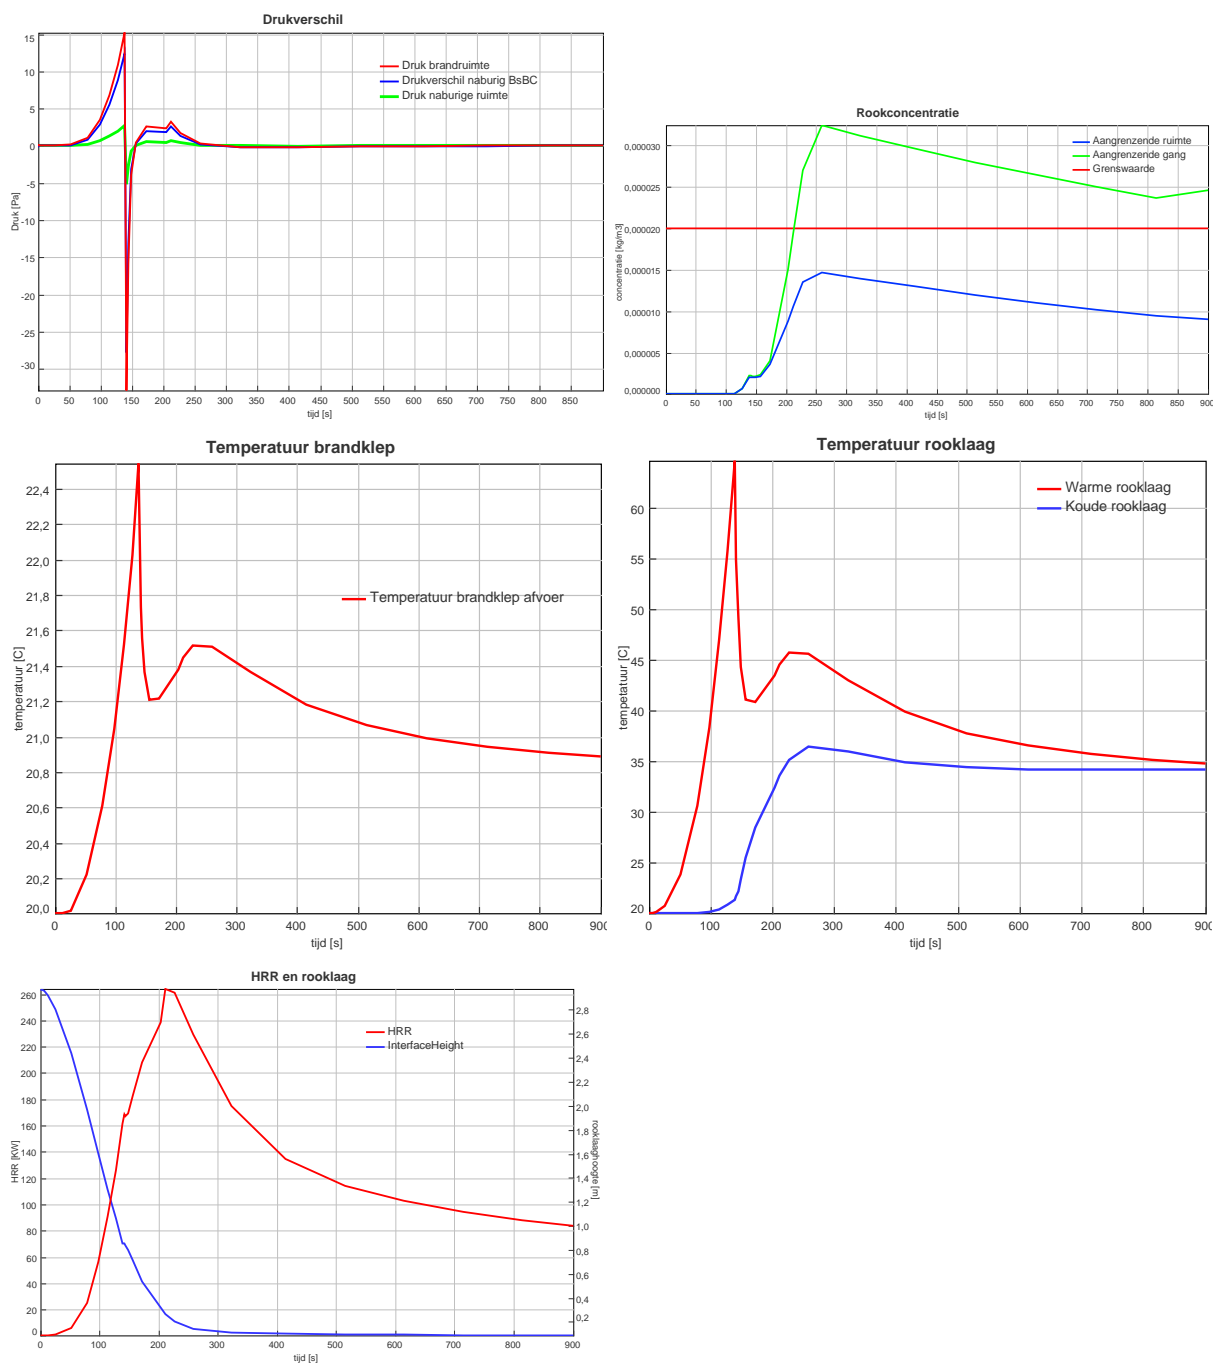 Drukverschil
15
10
5
0
-5
-10
-15
-20
-25
-30
Druk [Pa]
Druk brandruimte
Drukverschil naburig BsBC
Druk naburige ruimte
0 50 100 150 200 250 300 350 400 450 500 550 600 650 700 750 800 850
tijd [s]
Rookconcentratie
0,000030
0,000025
0,000020
0,000015
0,000010
0,000005
0,000000
concentratie [kg/m3]
Aangrenzende ruimte
Aangrenzende gang
Grenswaarde
0 50 100 150 200 250 300 350 400 450 500 550 600 650 700 750 800 850 900
tijd [s]
Temperatuur brandklep
22,4
22,2
22,0
21,8
21,6
21,4
21,2
21,0
20,8
20,6
20,4
20,2
20,0
temperatuur [C]
Temperatuur brandklep afvoer
0 100 200 300 400 500 600 700 800 900
tijd [s]
Temperatuur rooklaag
60
55
50
45
40
35
30
25
20
tempetatuur [C]
Warme rooklaag
Koude rooklaag
0 100 200 300 400 500 600 700 800 900
tijd [s]
HRR en rooklaag
260
240
220
200
180
160
140
120
100
80
60
40
20
0
HRR [KW]
HRR
InterfaceHeight
2,8
2,6
2,4
2,2
2,0
1,8
1,6
1,4
1,2
1,0
0,8
0,6
0,4
0,2
rooklaaghoogte [m]
0 100 200 300 400 500 600 700 800 900
tijd [s]